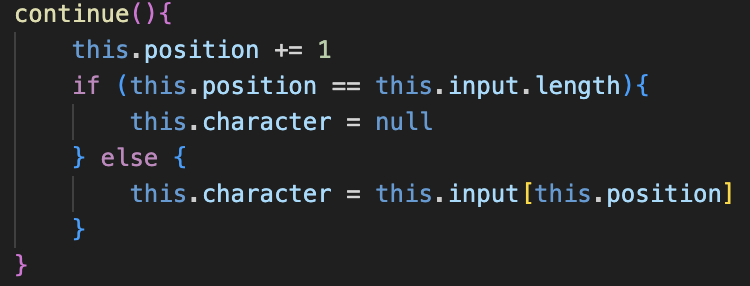 continue(){
    this.position += 1
    if (this.position == this.input.length){
        this.character = null
    } else {
        this.character = this.input[this.position]
    }
}